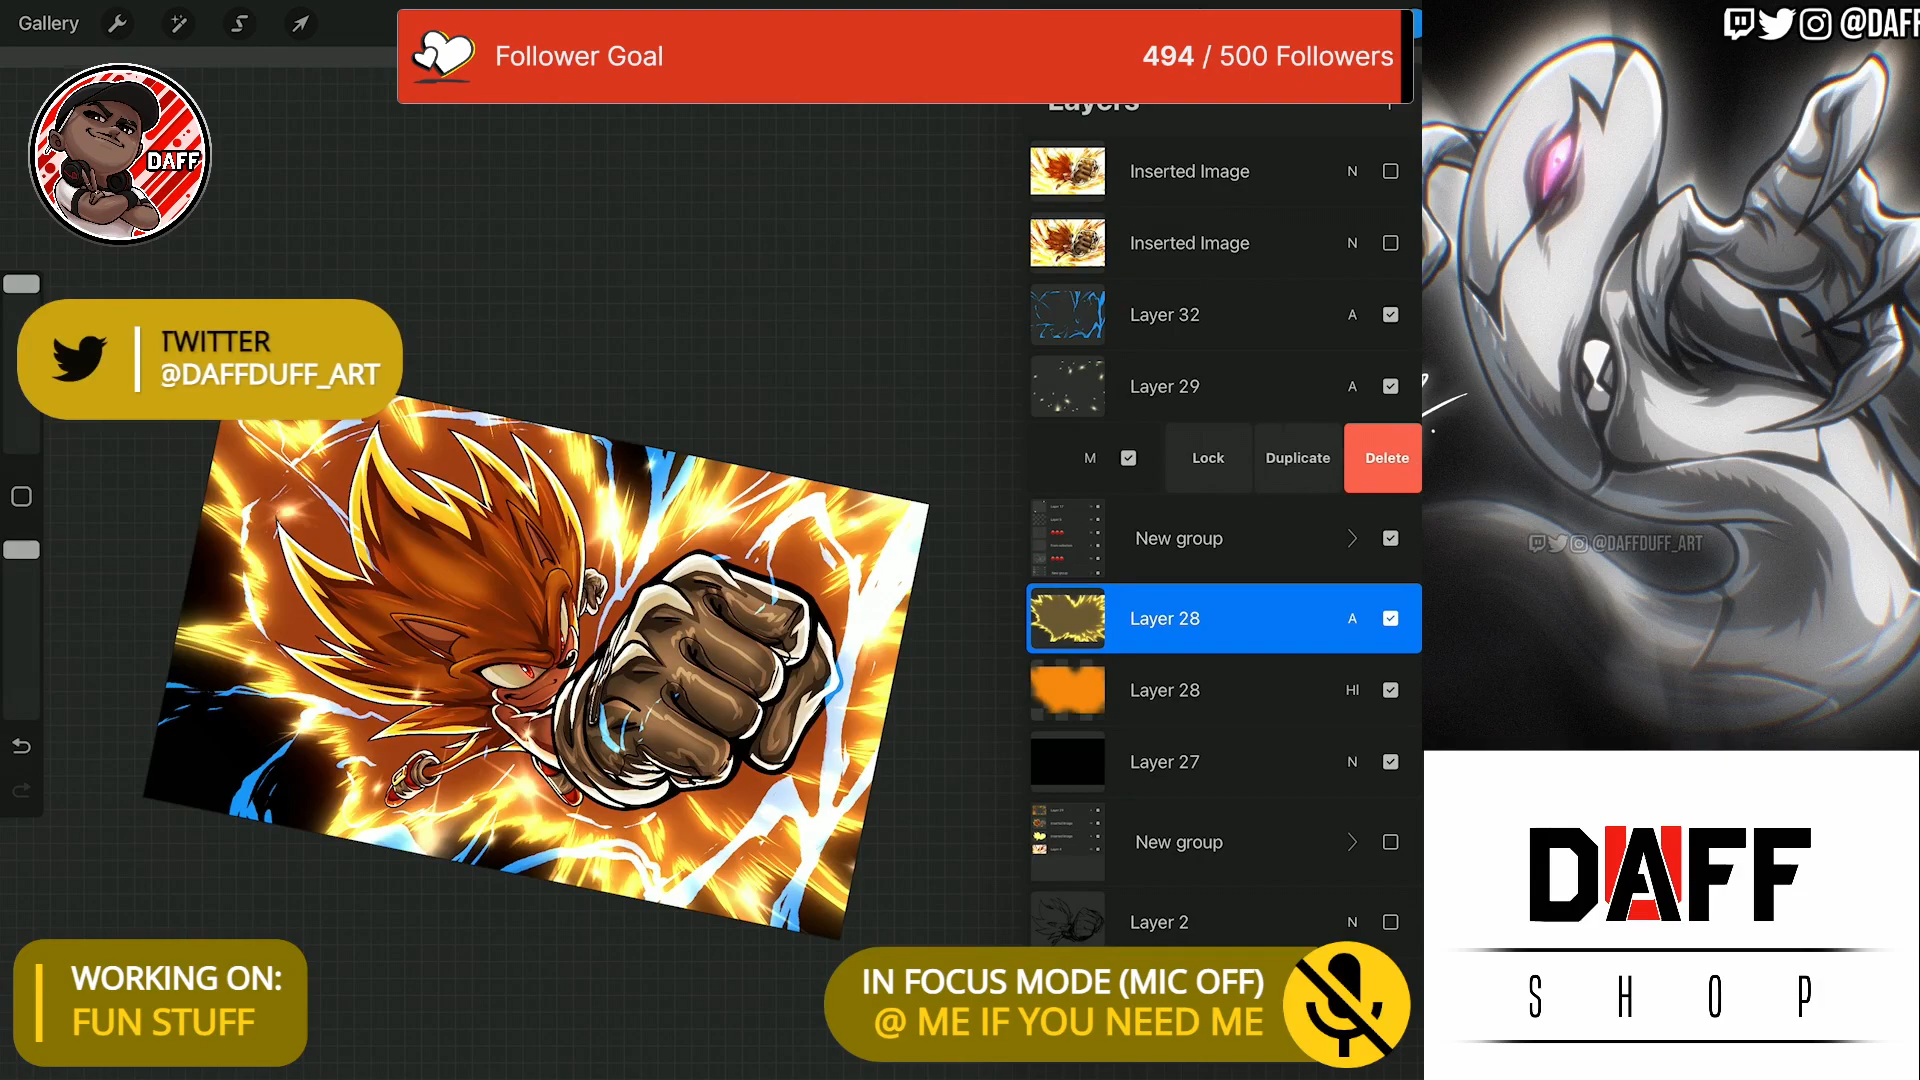 Gallery
Follower Goal
494 / 500 Followers
Layers
DAFF
Inserted Image N
Inserted Image N
Layer 32 A
Layer 29 A
M Lock Duplicate Delete
New group
Layer 28 A
Layer 28 HI
Layer 27 N
New group
Layer 2 N
TWITTER
@DAFFDUFF_ART
WORKING ON:
FUN STUFF
IN FOCUS MODE (MIC OFF)
@ ME IF YOU NEED ME
@DAFF
@DAFFDUFF_ART
DAFF
SHOP